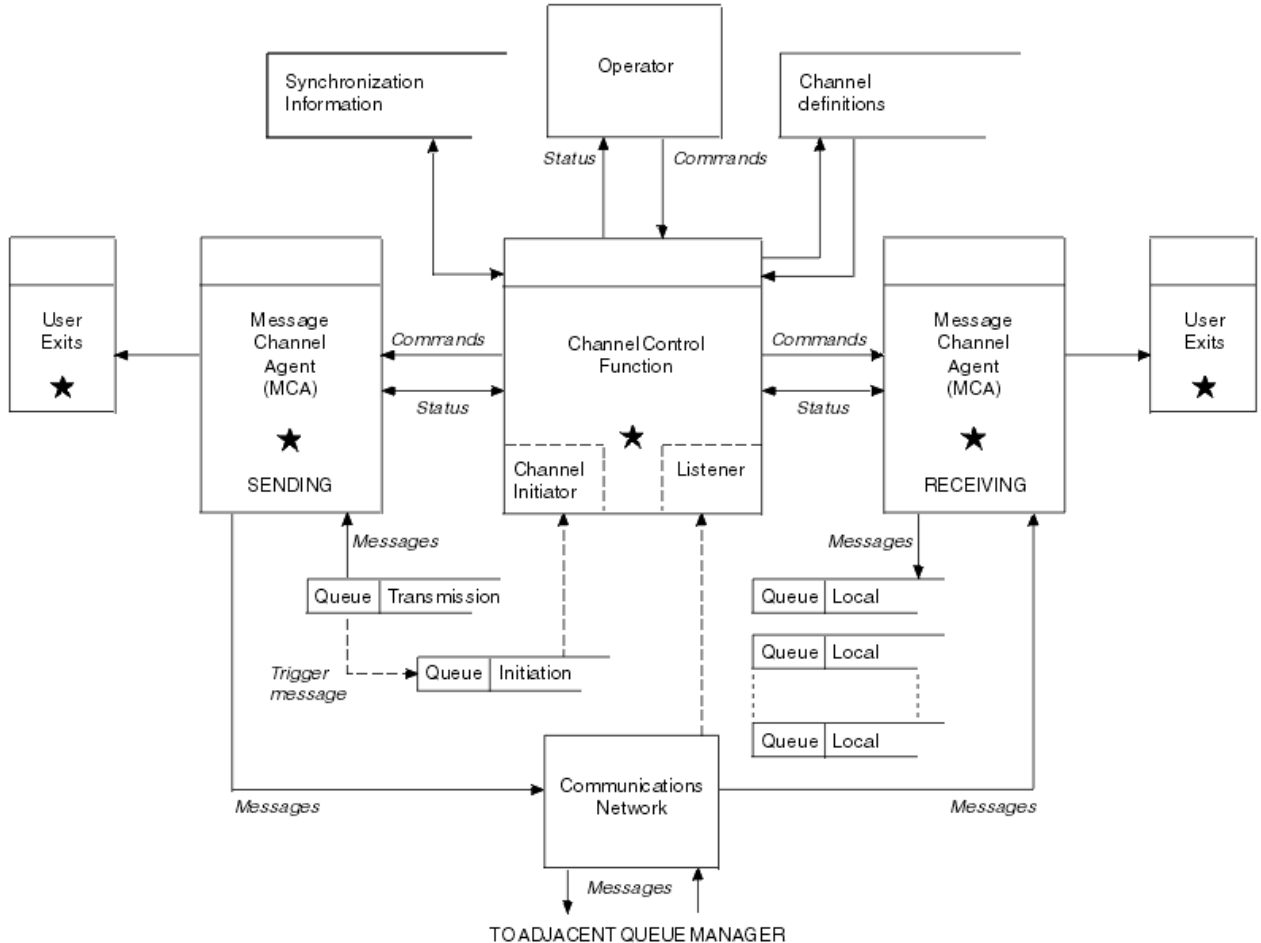 Operator
Synchronization
Information
Channel
definitions
Status
Commands
User
Exits
Message
Channel
Agent
(MCA)
SENDING
Commands
Status
Channel Control
Function
Channel
Initiator
Listener
Commands
Status
Message
Channel
Agent
(MCA)
RECEIVING
User
Exits
Messages
Queue Transmission
Trigger
message
Queue Initiation
Messages
Queue Local
Queue Local
Queue Local
Communications
Network
Messages
Messages
Messages
TO ADJACENT QUEUE MANAGER